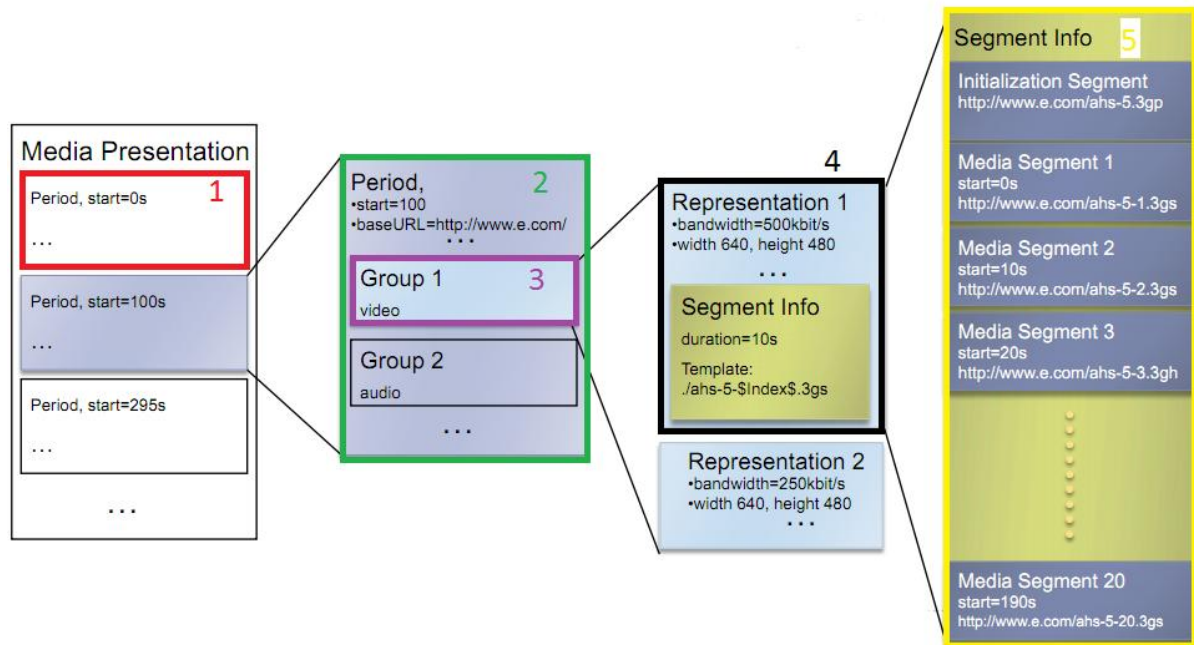 Media Presentation
Period, start=0s
1
...
Period, start=100s
...
Period, start=295s
...
...
Period,
2
•start=100
•baseURL=http://www.e.com/
...
Group 1
3
video
Group 2
audio
...
4
Representation 1
•bandwidth=500kbit/s
•width 640, height 480
...
Segment Info
duration=10s
Template:
./ahs-5-$Index$.3gs
Representation 2
•bandwidth=250kbit/s
•width 640, height 480
...
Segment Info
5
Initialization Segment
http://www.e.com/ahs-5.3gp
Media Segment 1
start=0s
http://www.e.com/ahs-5-1.3gs
Media Segment 2
start=10s
http://www.e.com/ahs-5-2.3gs
Media Segment 3
start=20s
http://www.e.com/ahs-5-3.3gh
Media Segment 20
start=190s
http://www.e.com/ahs-5-20.3gs